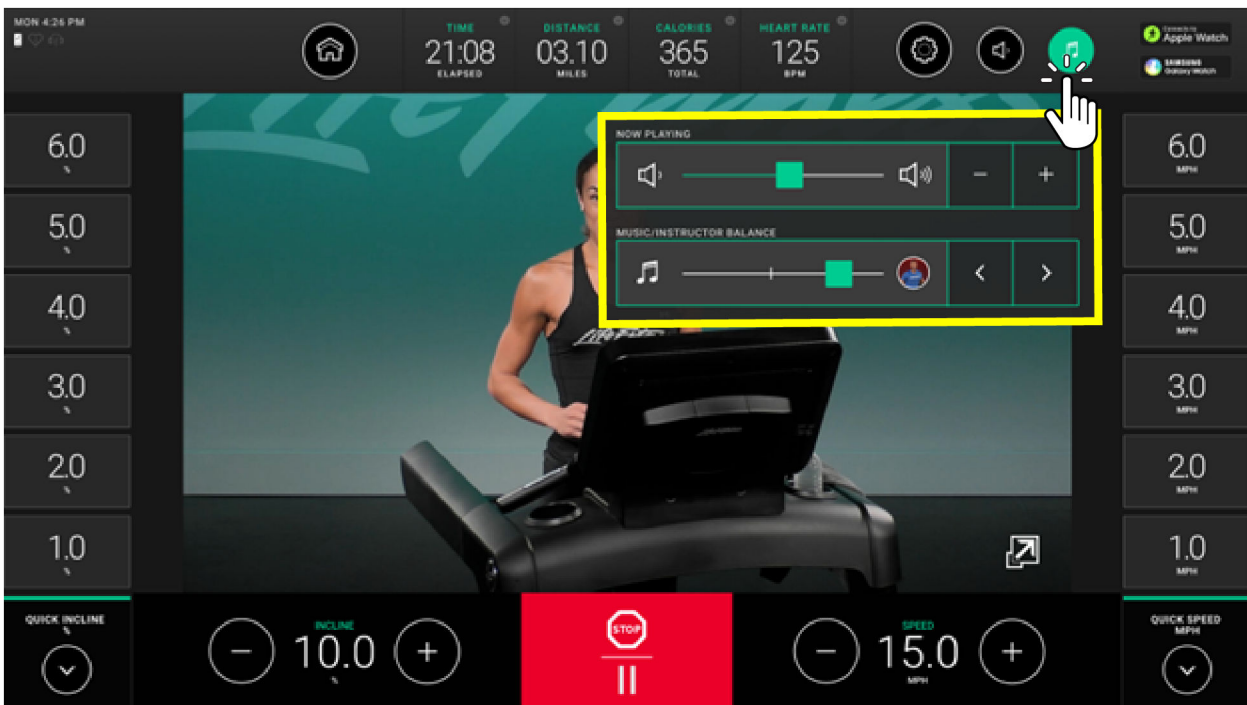 MON 4:26 PM
TIME
21:08
ELAPSED
DISTANCE
03.10
MILES
CALORIES
365
TOTAL
HEART RATE
125
BPM
Connects to
Apple Watch
SAMSUNG
Galaxy Watch
NOW PLAYING
MUSIC/INSTRUCTOR BALANCE
6.0
%
5.0
%
4.0
%
3.0
%
2.0
%
1.0
%
QUICK INCLINE
%
6.0
MPH
5.0
MPH
4.0
MPH
3.0
MPH
2.0
MPH
1.0
MPH
QUICK SPEED
MPH
INCLINE
10.0
%
STOP
SPEED
15.0
MPH